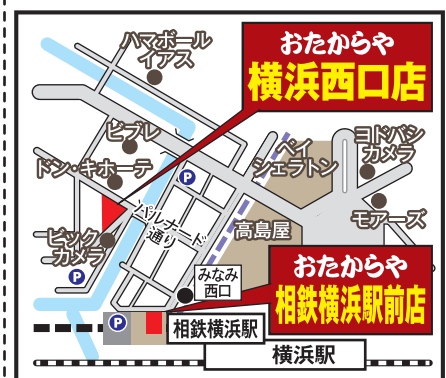 ハマボール
イアス
おたからや
横浜西口店
ビブレ
ドン・キホーテ
ベイ
シェラトン
ヨドバシ
カメラ
P
パルナード
通り
高島屋
モアーズ
ビック
カメラ
P
みなみ
西口
おたからや
相鉄横浜駅前店
P
相鉄横浜駅
横浜駅